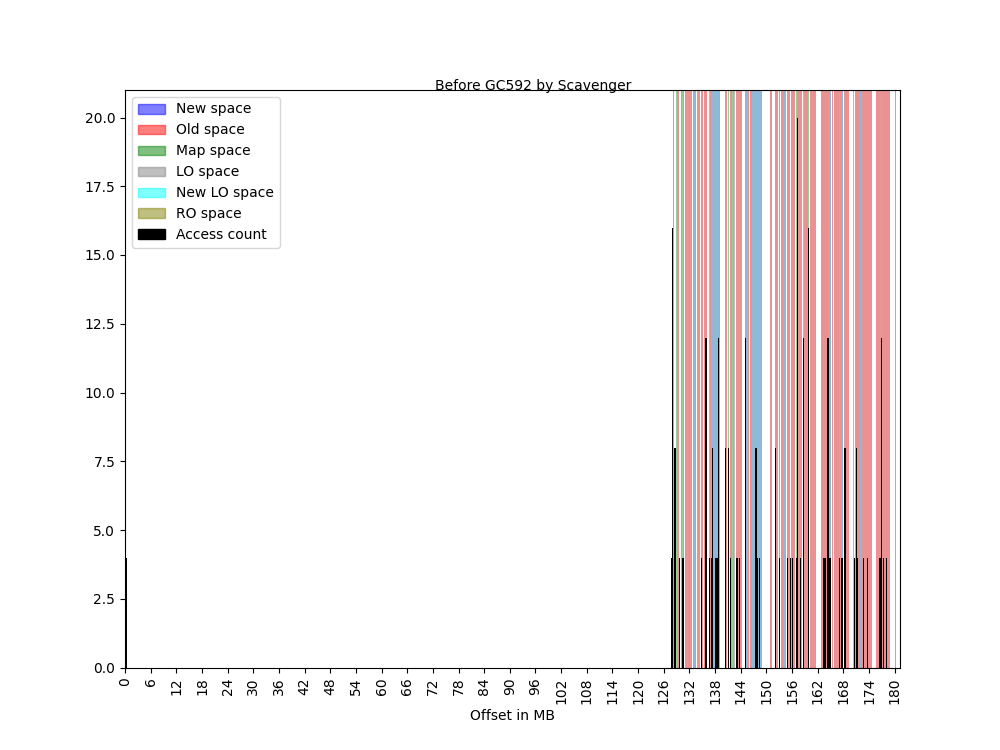 Before GC592 by Scavenger
New space
Old space
Map space
LO space
New LO space
RO space
Access count
20.0
17.5
15.0
12.5
10.0
7.5
5.0
2.5
0.0
0 6 12 18 24 30 36 42 48 54 60 66 72 78 84 90 96 102 108 114 120 126 132 138 144 150 156 162 168 174 180
Offset in MB